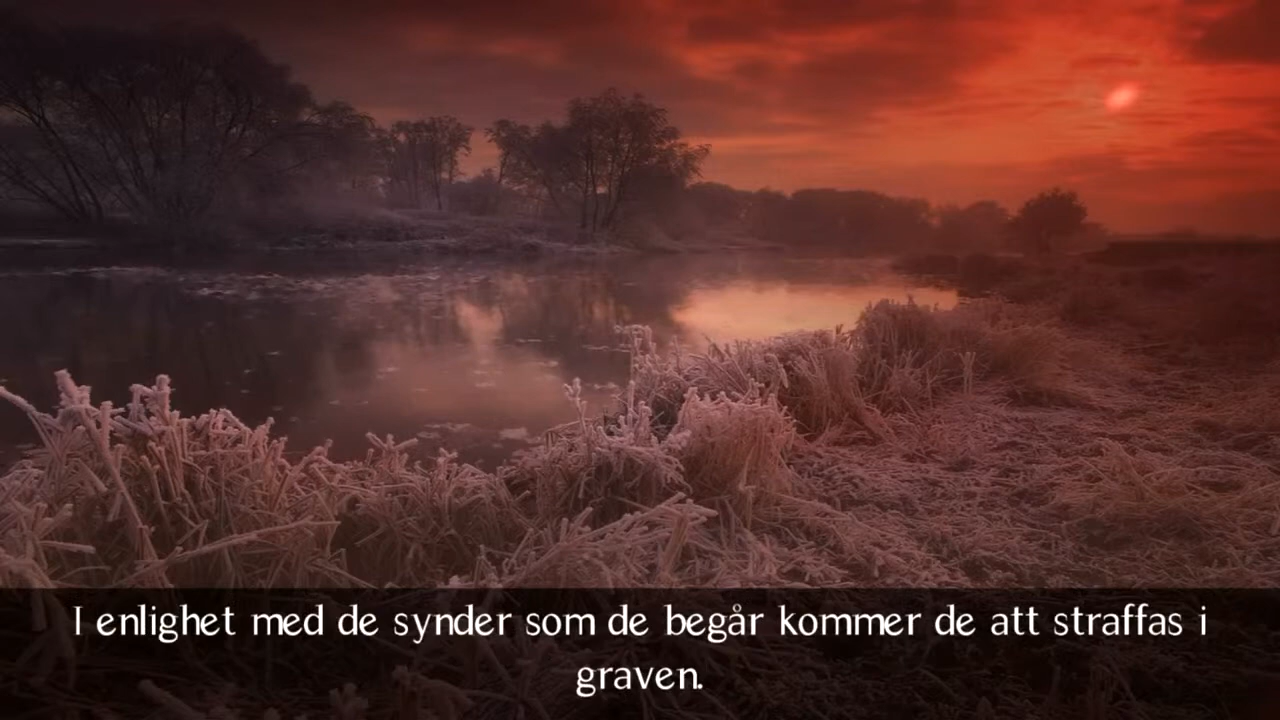 I enlighet med de synder som de begår kommer de att straffas i
graven.